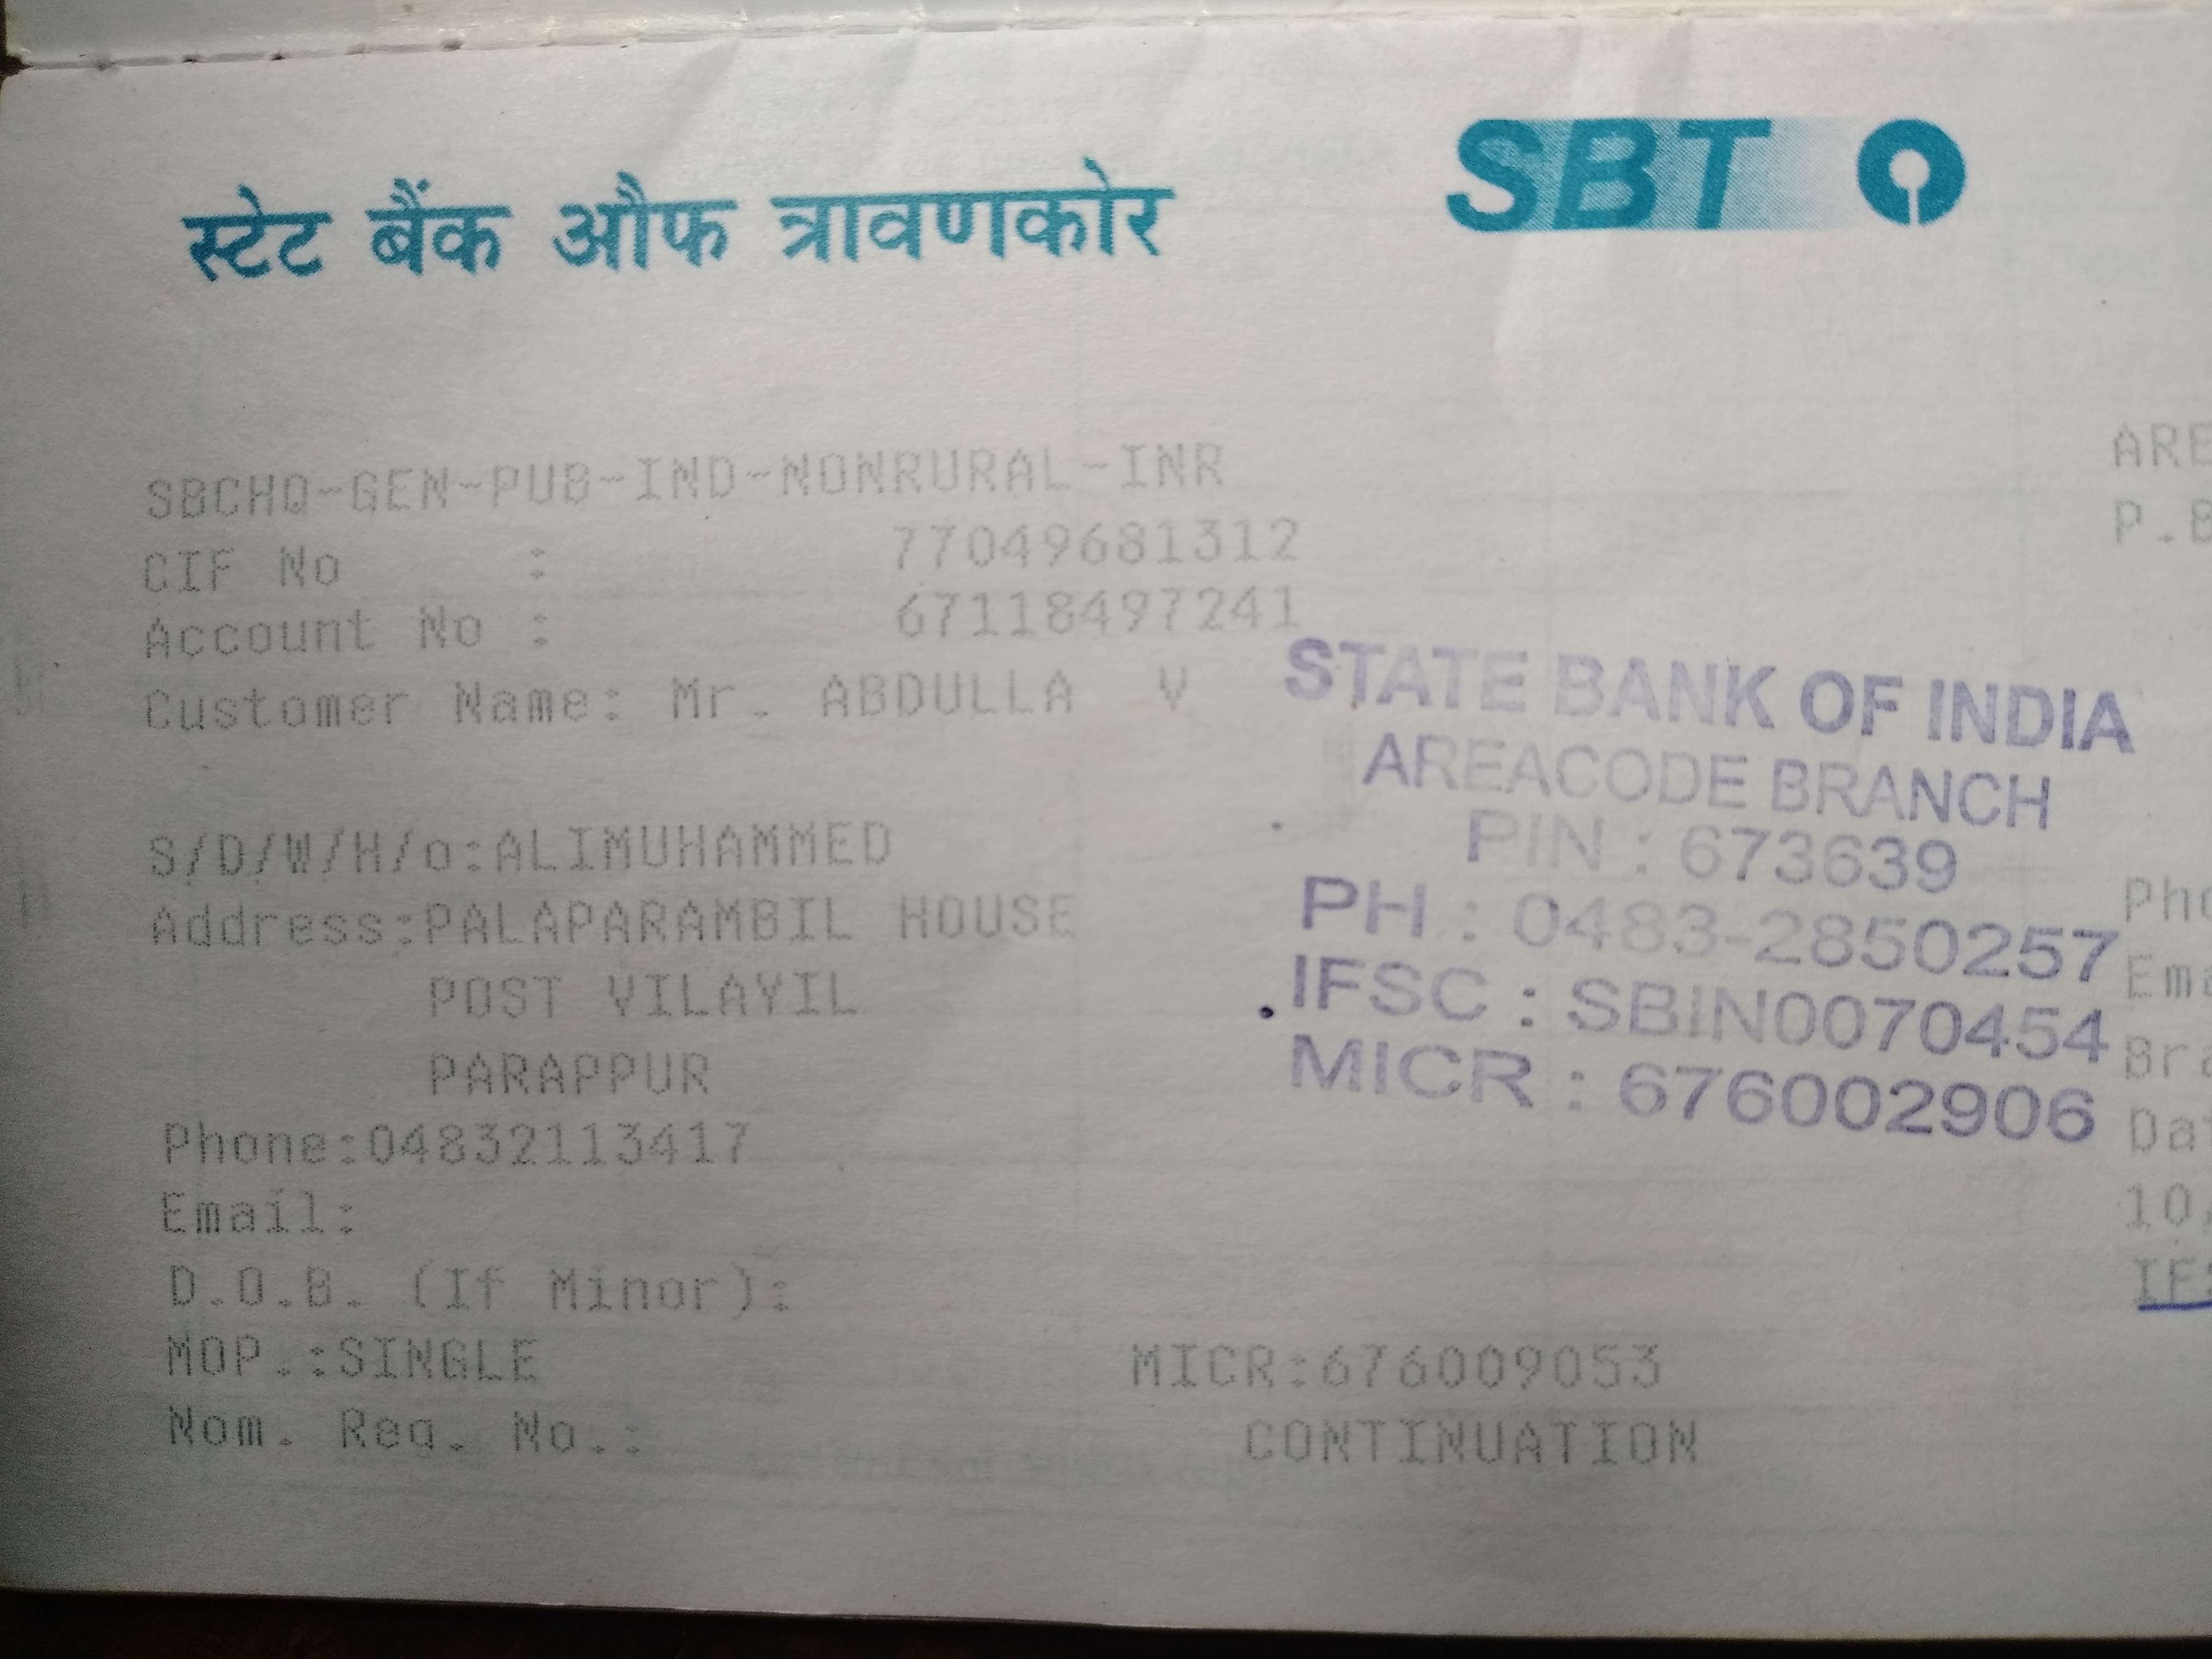 स्टेट बैंक औफ त्रावणकोर
SBT
SBCHQ-GEN-PUB-IND-NONRURAL-INR
CIF No : 77049681312
Account No : 67118497241
Customer Name: Mr. ABDULLA V
S/D/W/H/o:ALIMUHAMMED
Address:PALAPARAMBIL HOUSE
POST VILAYIL
PARAPPUR
Phone:04832113417
Email:
D.O.B. (If Minor):
MOP.:SINGLE
Nom. Reg. No.:
MICR:676009053
CONTINUATION
STATE BANK OF INDIA
AREACODE BRANCH
PIN : 673639
PH : 0483-2850257
IFSC : SBIN0070454
MICR : 676002906
ARE
P.B
Pho
Ema
Bra
Dat
10
IFS